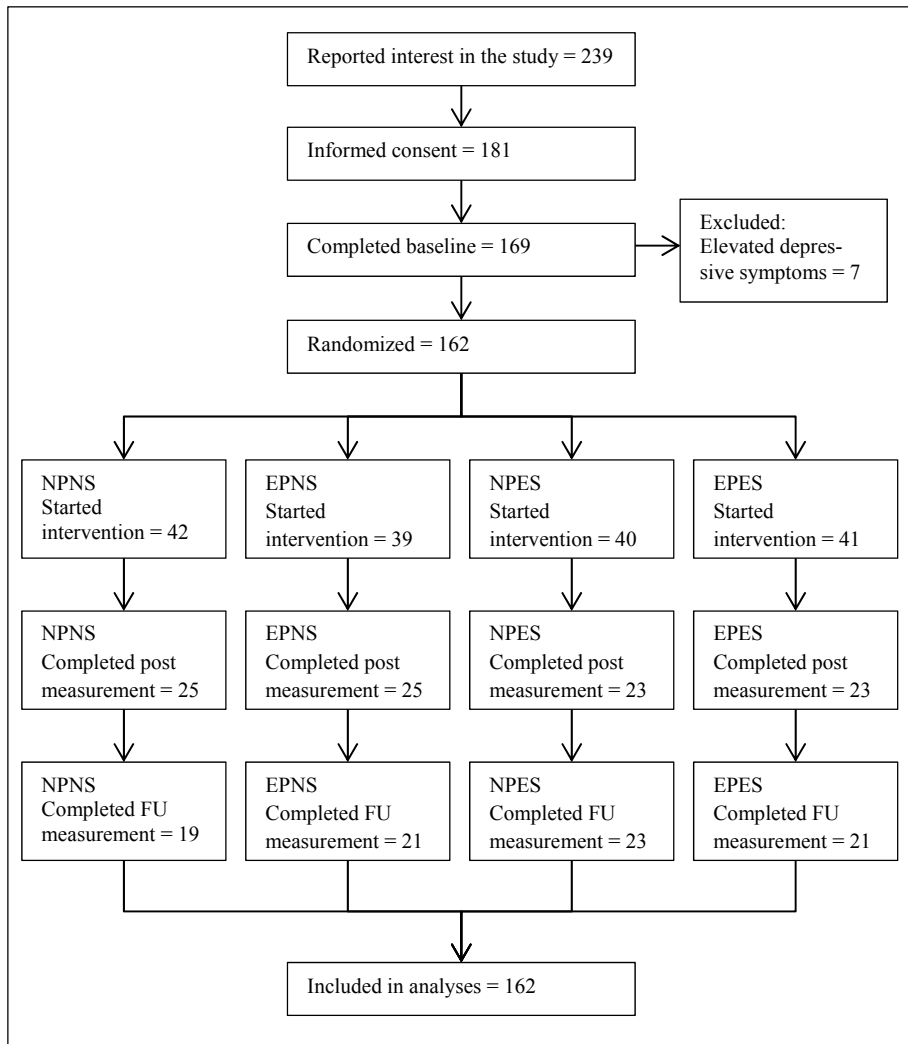 Reported interest in the study = 239
Informed consent = 181
Completed baseline = 169
Excluded:
Elevated depres-
sive symptoms = 7
Randomized = 162
NPNS
Started
intervention = 42
EPNS
Started
intervention = 39
NPES
Started
intervention = 40
EPES
Started
intervention = 41
NPNS
Completed post
measurement = 25
EPNS
Completed post
measurement = 25
NPES
Completed post
measurement = 23
EPES
Completed post
measurement = 23
NPNS
Completed FU
measurement = 19
EPNS
Completed FU
measurement = 21
NPES
Completed FU
measurement = 23
EPES
Completed FU
measurement = 21
Included in analyses = 162